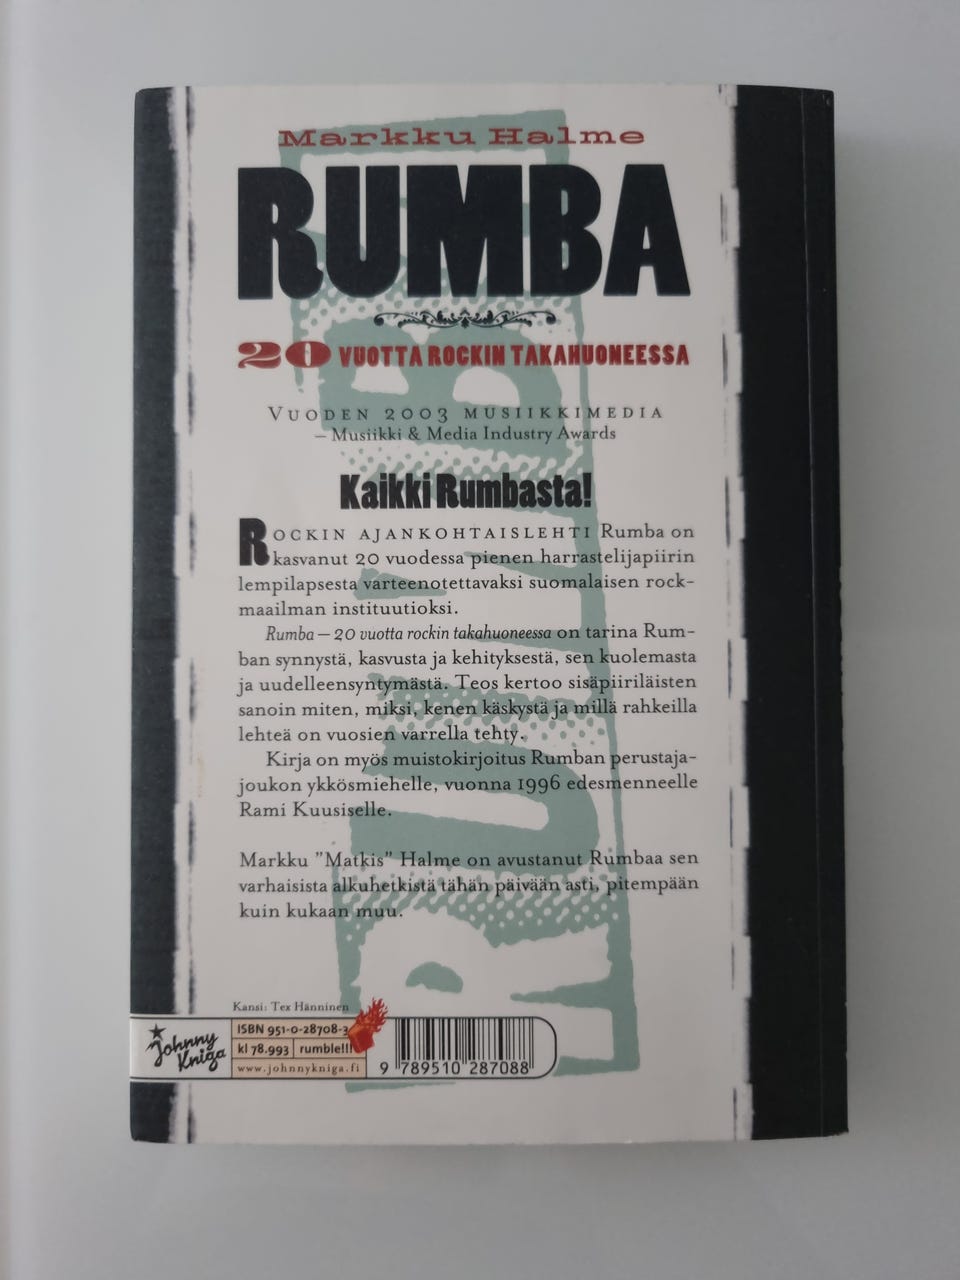 Markku Halme
RUMBA
20 VUOTTA ROCKIN TAKAHUONEESSA
VUODEN 2003 MUSIIKKIMEDIA
– Musiikki & Media Industry Awards
Kaikki Rumbasta!
ROCKIN AJANKOHTAISLEHTI Rumba on
kasvanut 20 vuodessa pienen harrastelijapiirin
lempilapsesta varteenotettavaksi suomalaisen rock-
maailman instituutioksi.
Rumba – 20 vuotta rockin takahuoneessa on tarina Rum-
ban synnystä, kasvusta ja kehityksestä, sen kuolemasta
ja uudelleensyntymästä. Teos kertoo sisäpiiriläisten
sanoin miten, miksi, kenen käskystä ja millä rahkeilla
lehteä on vuosien varrella tehty.
Kirja on myös muistokirjoitus Rumban perustaja-
joukon ykkösmiehelle, vuonna 1996 edesmenneelle
Rami Kuusiselle.
Markku ”Matkis” Halme on avustanut Rumbaa sen
varhaisista alkuhetkistä tähän päivään asti, pitempään
kuin kukaan muu.
Kansi: Tex Hänninen
Johnny
Kniga
ISBN 951-0-28708-3
kl 78.993 rumble!!!
www.johnnykniga.fi
9 789510 287088
RUMBA